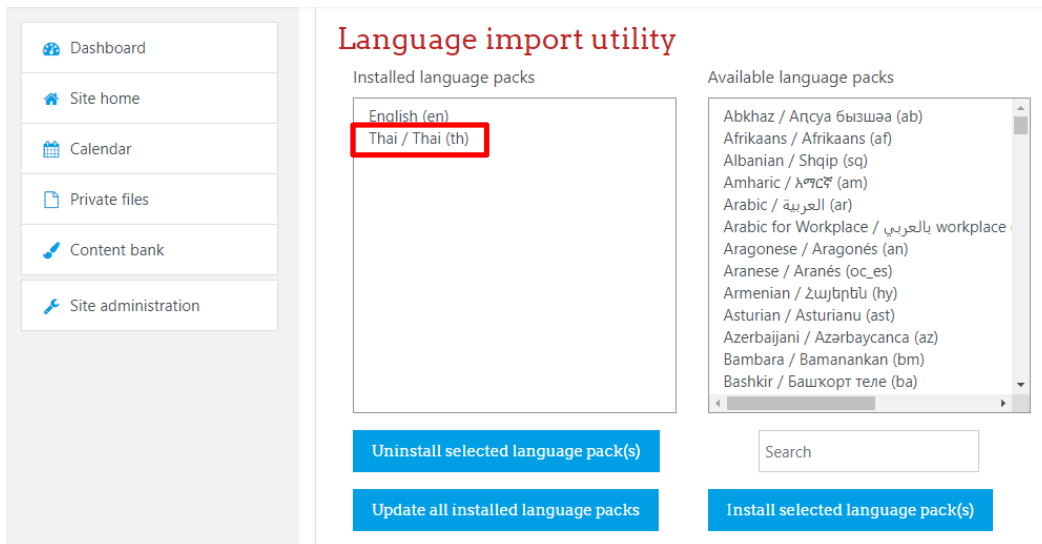 Dashboard
Site home
Calendar
Private files
Content bank
Site administration
Language import utility
Installed language packs
English (en)
Thai / Thai (th)
Uninstall selected language pack(s)
Update all installed language packs
Available language packs
Abkhaz / Аҧсуа бызшәа (ab)
Afrikaans / Afrikaans (af)
Albanian / Shqip (sq)
Amharic / አማርኛ (am)
Arabic / العربية (ar)
Arabic for Workplace / بالعربي workplace
Aragonese / Aragonés (an)
Aranese / Aranés (oc_es)
Armenian / Հայերեն (hy)
Asturian / Asturianu (ast)
Azerbaijani / Azərbaycanca (az)
Bambara / Bamanankan (bm)
Bashkir / Башҡорт теле (ba)
Search
Install selected language pack(s)